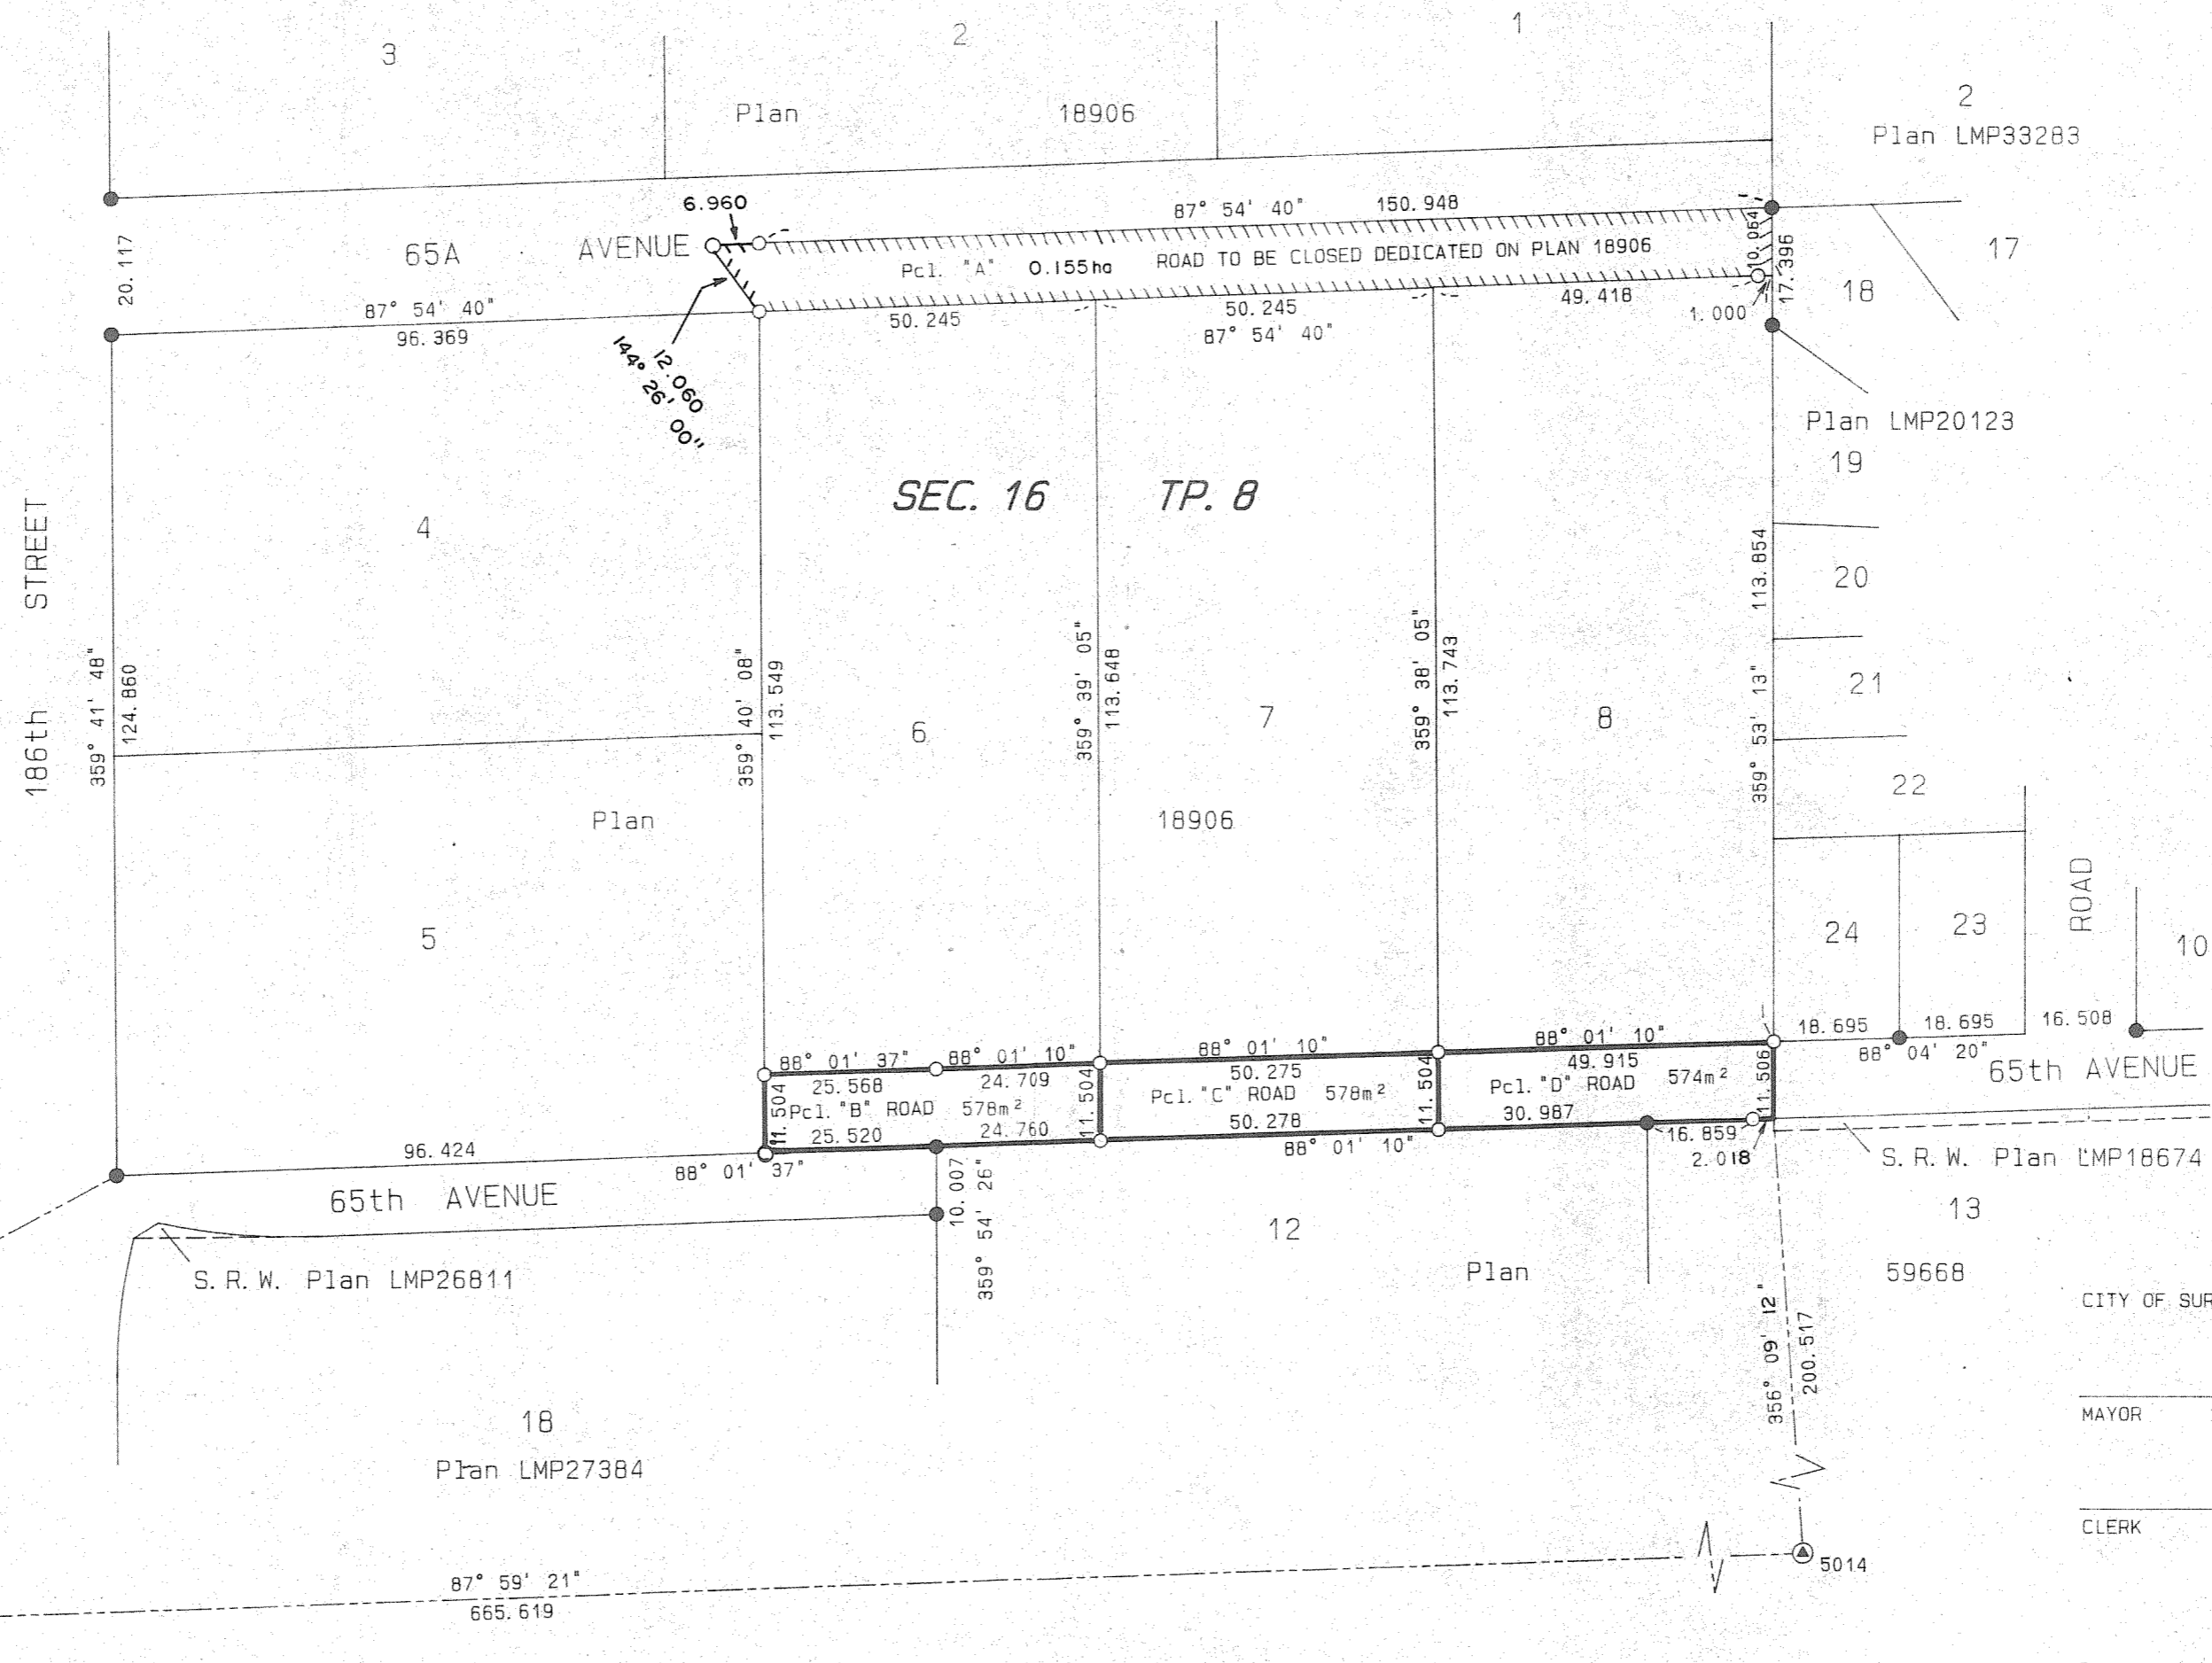 3
2
1
Plan 18906
2
Plan LMP33283
6.960
87° 54' 40" 150.948
20.117
65A AVENUE
Pcl. "A" 0.155ha ROAD TO BE CLOSED DEDICATED ON PLAN 18906
10.064
17.396
17
18
87° 54' 40"
96.369
50.245
50.245
87° 54' 40"
49.418
1.000
12.060
144° 26' 00"
Plan LMP20123
19
SEC. 16 TP. 8
4
186th STREET
359° 41' 48"
124.860
359° 40' 08"
113.549
359° 39' 05"
113.648
359° 38' 05"
113.743
359° 53' 13"
113.854
20
21
6
7
8
22
Plan 18906
5
24
23
ROAD
10
18.695
18.695
16.508
88° 04' 20"
65th AVENUE
88° 01' 37"
88° 01' 10"
88° 01' 10"
88° 01' 10"
25.568
24.709
50.275
49.915
11.504
Pcl. "B" ROAD 578m²
11.504
Pcl. "C" ROAD 578m²
11.504
Pcl. "D" ROAD 574m²
11.506
25.520
24.760
50.278
30.987
16.859
2.018
96.424
88° 01' 37"
88° 01' 10"
65th AVENUE
10.007
359° 54' 26"
S.R.W. Plan LMP18674
12
13
S.R.W. Plan LMP26811
Plan 59668
CITY OF SUR
356° 09' 12"
200.517
MAYOR
18
Plan LMP27384
CLERK
5014
87° 59' 21"
665.619